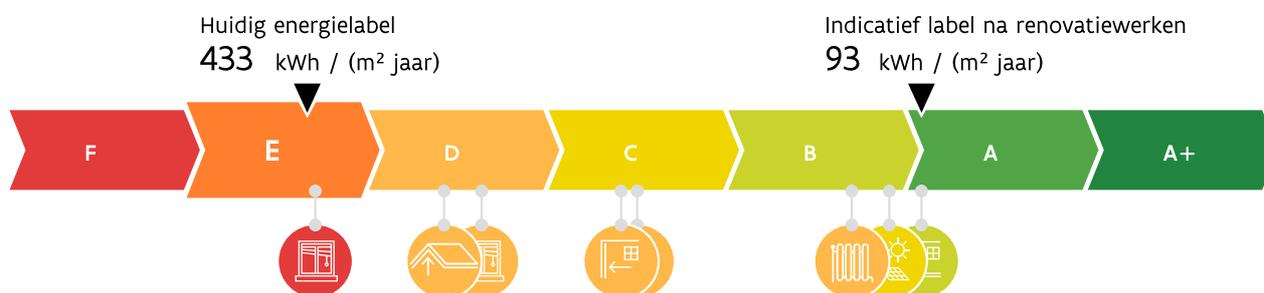 Huidig energielabel
433 kWh / (m² jaar)
Indicatief label na renovatiewerken
93 kWh / (m² jaar)
F E D C B A A+